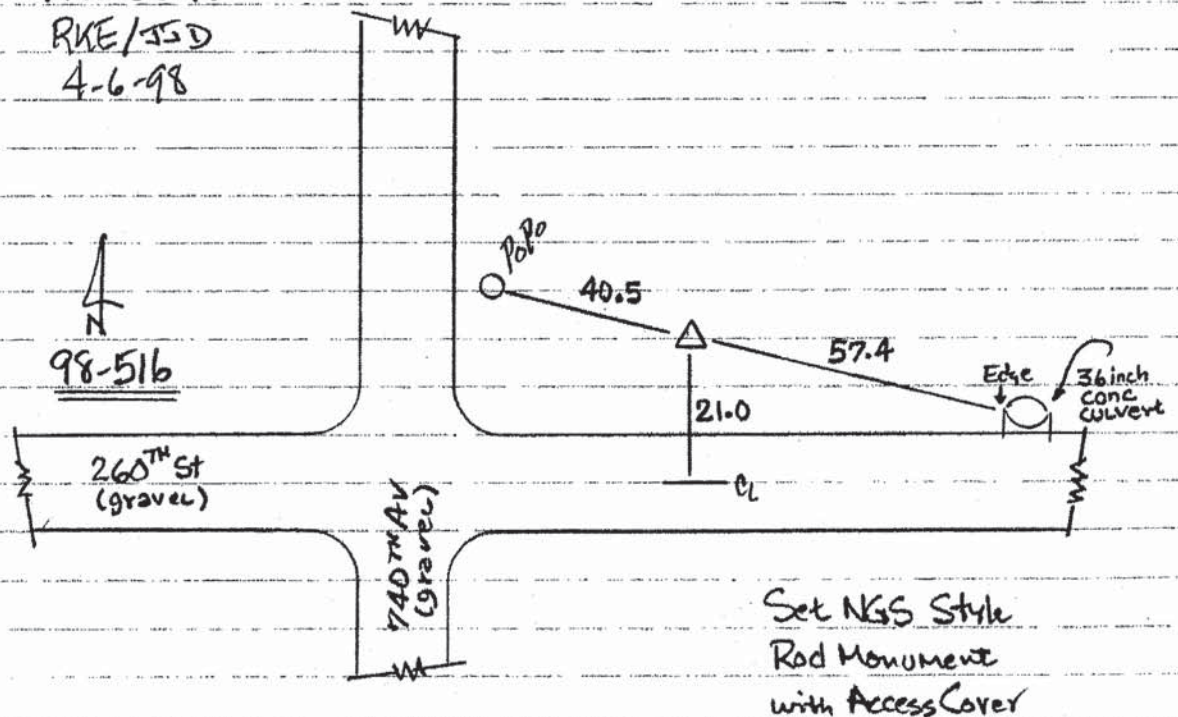 RKE/JJD
4-6-98
N
98-516
PoPo
40.5
57.4
21.0
CL
Edge
36 inch
conc
culvert
260TH St
(gravel)
740TH AV
(gravel)
Set NGS Style
Rod Monument
with Access Cover